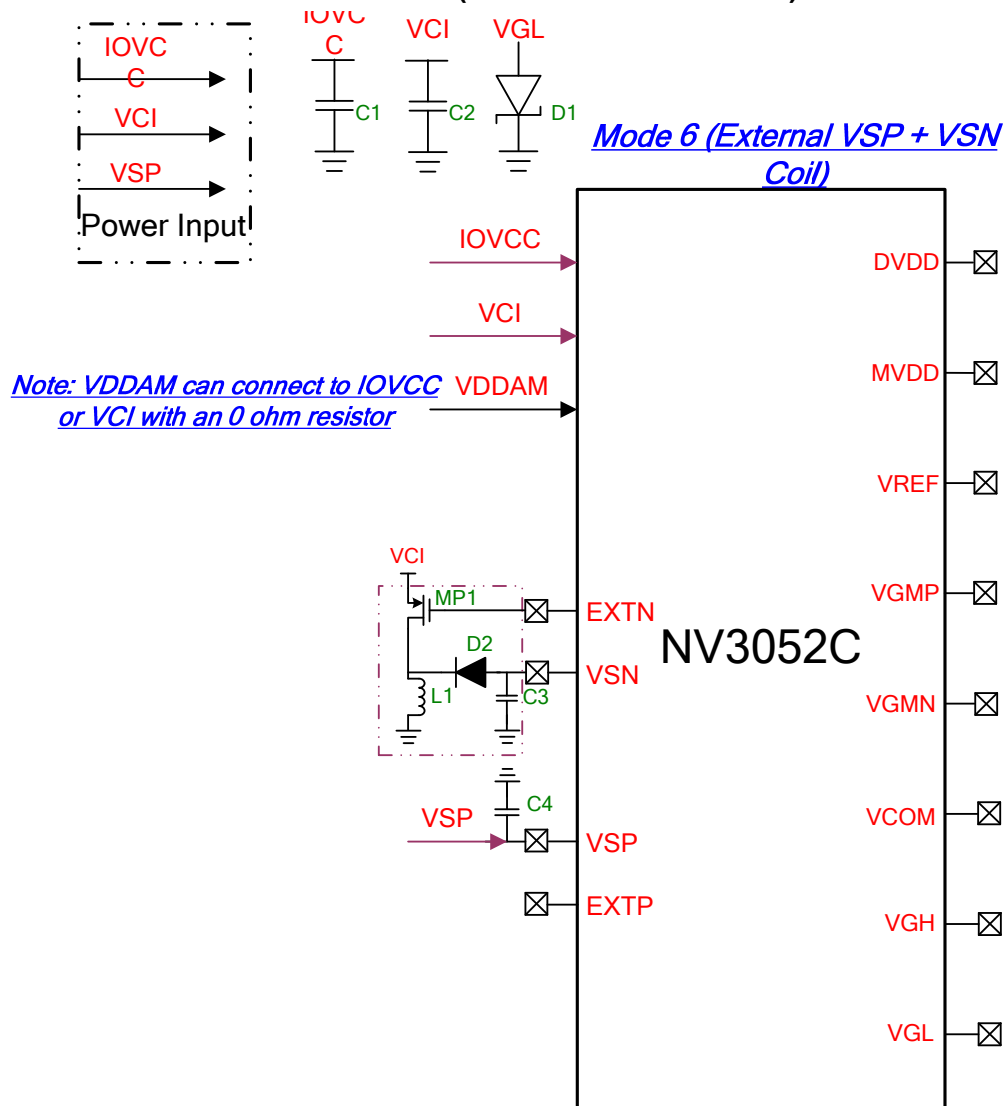 IOVC
C
VCI
VSP
Power Input
IOVC
C
C1
VCI
C2
VGL
D1
Mode 6 (External VSP + VSN
Coil)
IOVCC
VCI
Note: VDDAM can connect to IOVCC
or VCI with an 0 ohm resistor
VDDAM
VCI
MP1
D2
L1
C3
C4
VSP
EXTN
VSN
VSP
EXTP
NV3052C
DVDD
MVDD
VREF
VGMP
VGMN
VCOM
VGH
VGL